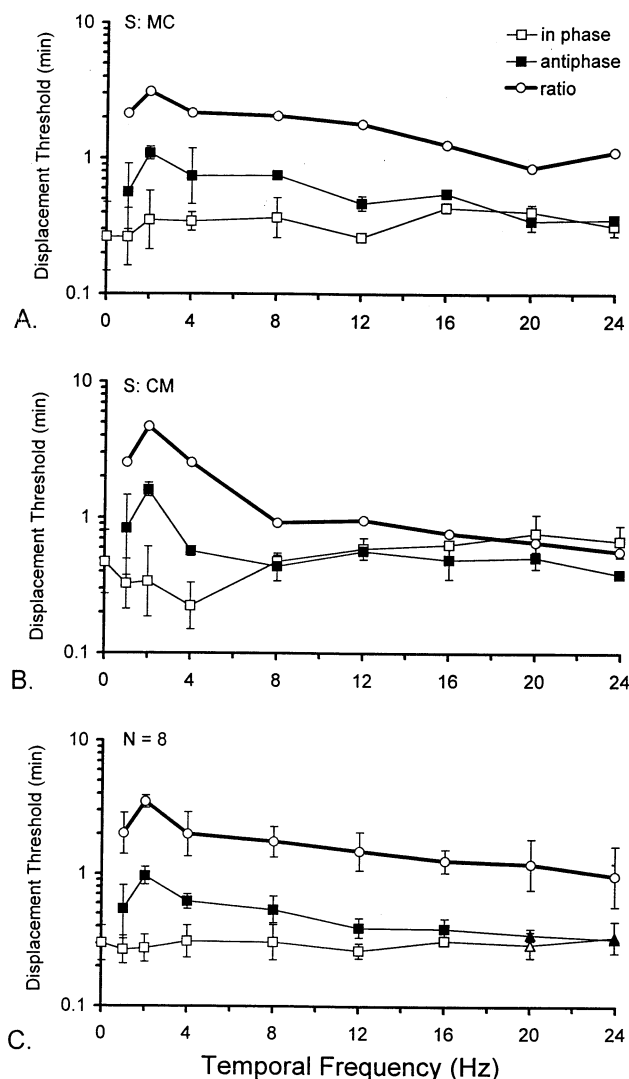 S: MC
in phase
antiphase
ratio
Displacement Threshold (min)
10
1
0.1
0 4 8 12 16 20 24
A.
S: CM
Displacement Threshold (min)
10
1
0.1
0 4 8 12 16 20 24
B.
N = 8
Displacement Threshold (min)
10
1
0.1
0 4 8 12 16 20 24
C.
Temporal Frequency (Hz)